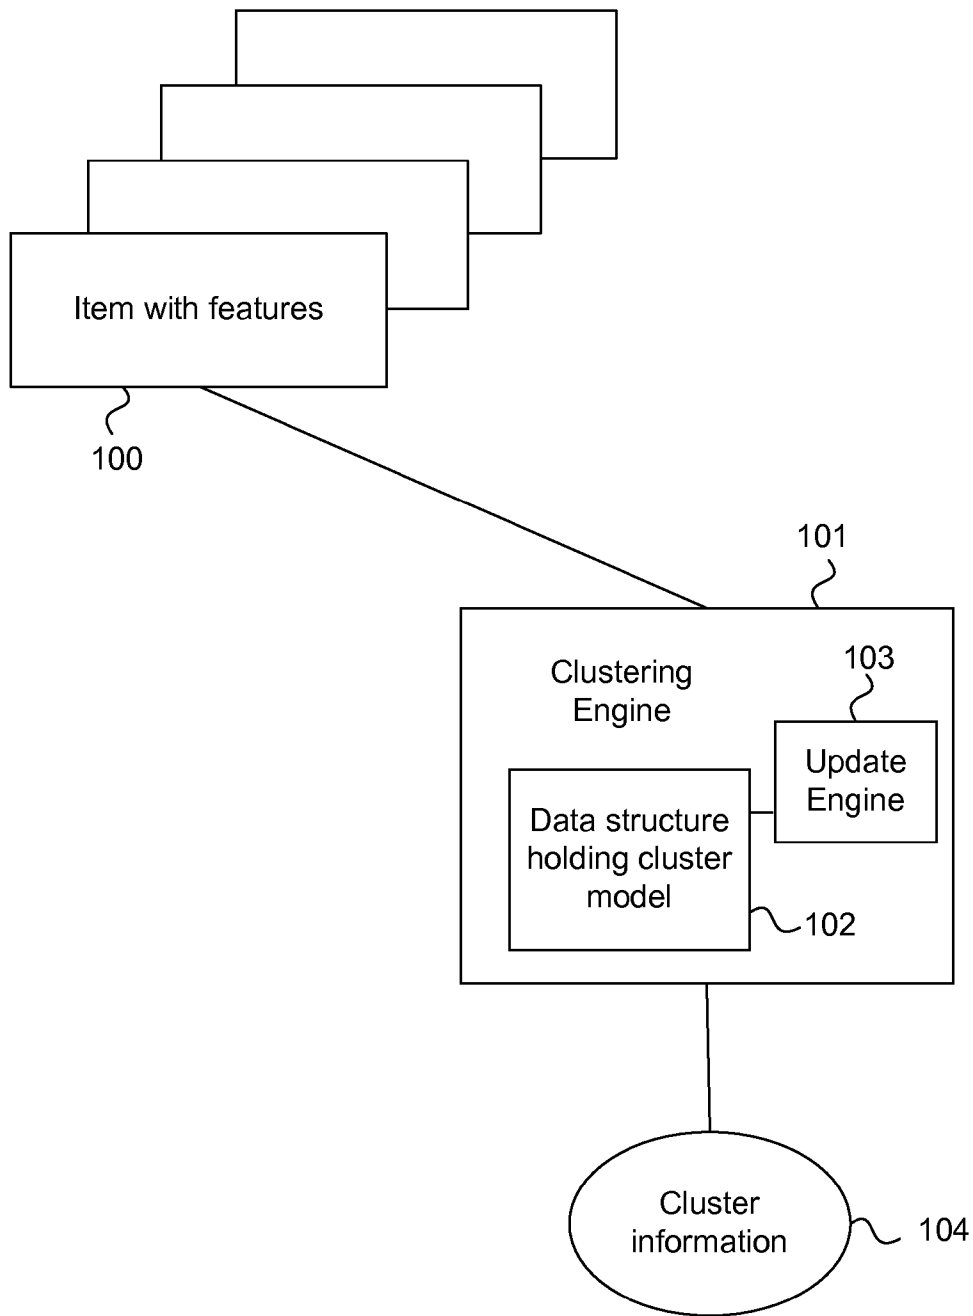 Item with features
100
101
Clustering
Engine
103
Update
Engine
Data structure
holding cluster
model
102
Cluster
information
104